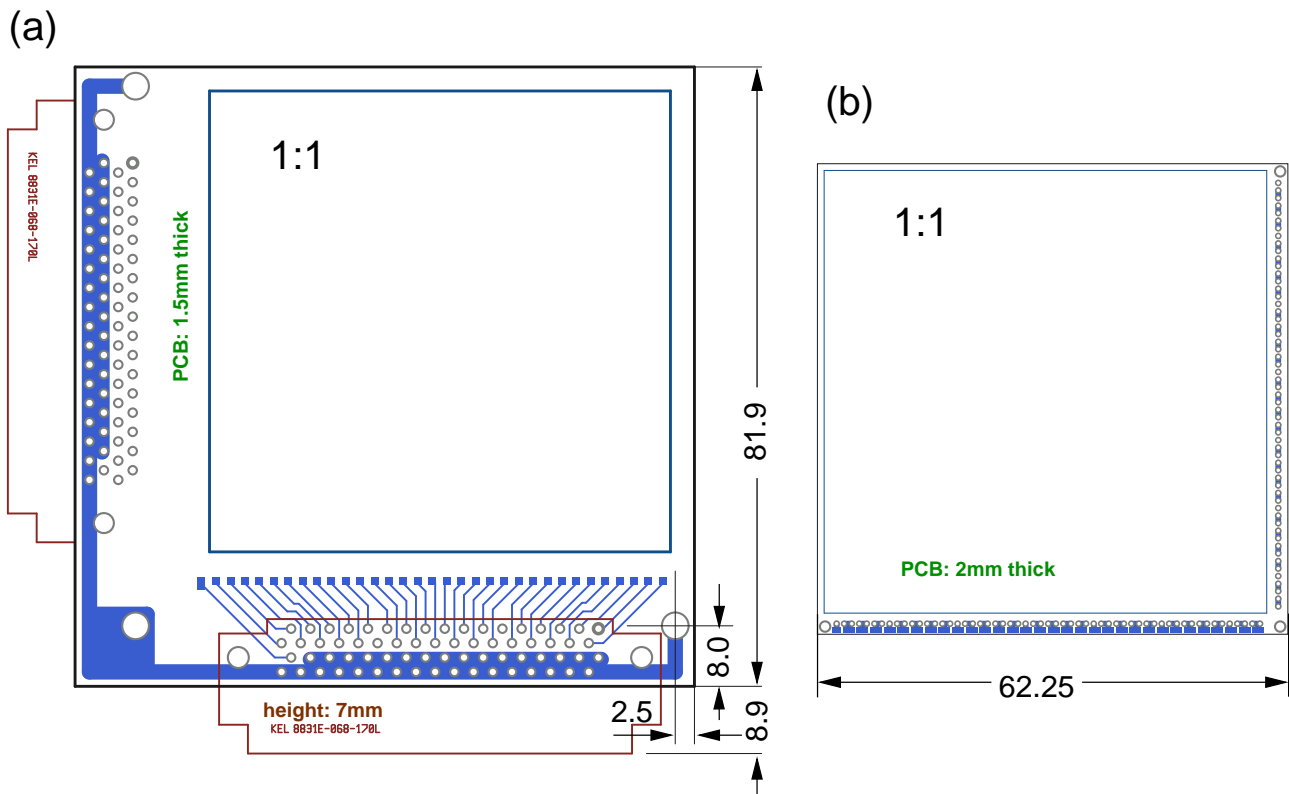 (a)
(b)
1:1
1:1
KEL 8831E-068-170L
PCB: 1.5mm thick
81.9
PCB: 2mm thick
8.0
62.25
height: 7mm
2.5
8.9
KEL 8831E-068-170L